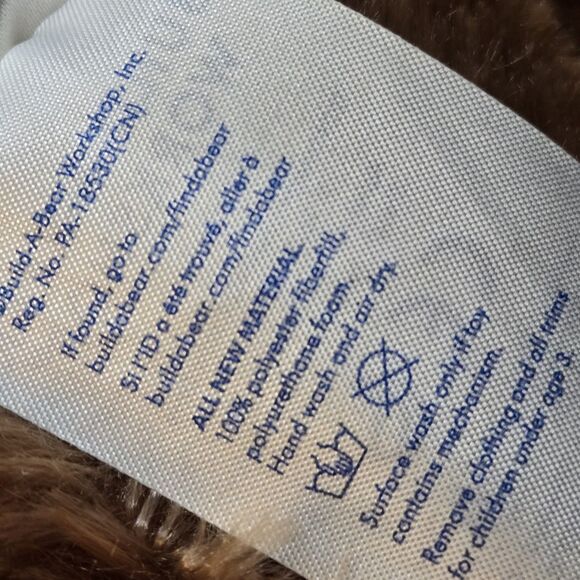 ©Build-A-Bear Workshop, Inc.
Reg. No. PA-18530(CN)
If found, go to
buildabear.com/findabear
Si l'ID a été trouvé, aller à
buildabear.com/findabear
ALL NEW MATERIAL
100% polyester fiberfill.
polyurethane foam.
Hand wash and air dry.
Surface wash only if toy
contains mechanism.
Remove clothing and all trims
for children under age 3